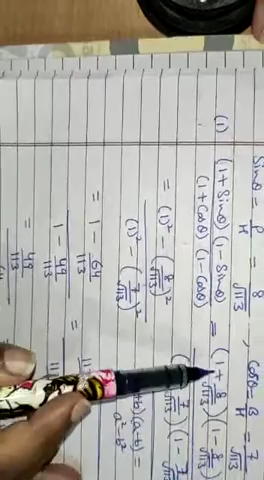 Sinθ = P/H = 8/√113 , Cosθ = B/H = 7/√113
(1) (1+Sinθ) (1-Sinθ) / (1+Cosθ) (1-Cosθ) = (1+8/√113) (1-8/√113) / 7/√113) (1-7/√113
= (1)² - (8/√113)² / (1)² - (7/√113)²
b) (a-b) = a²-b²
= 1 - 64/113 / 1 - 49/113 =
= 49/113